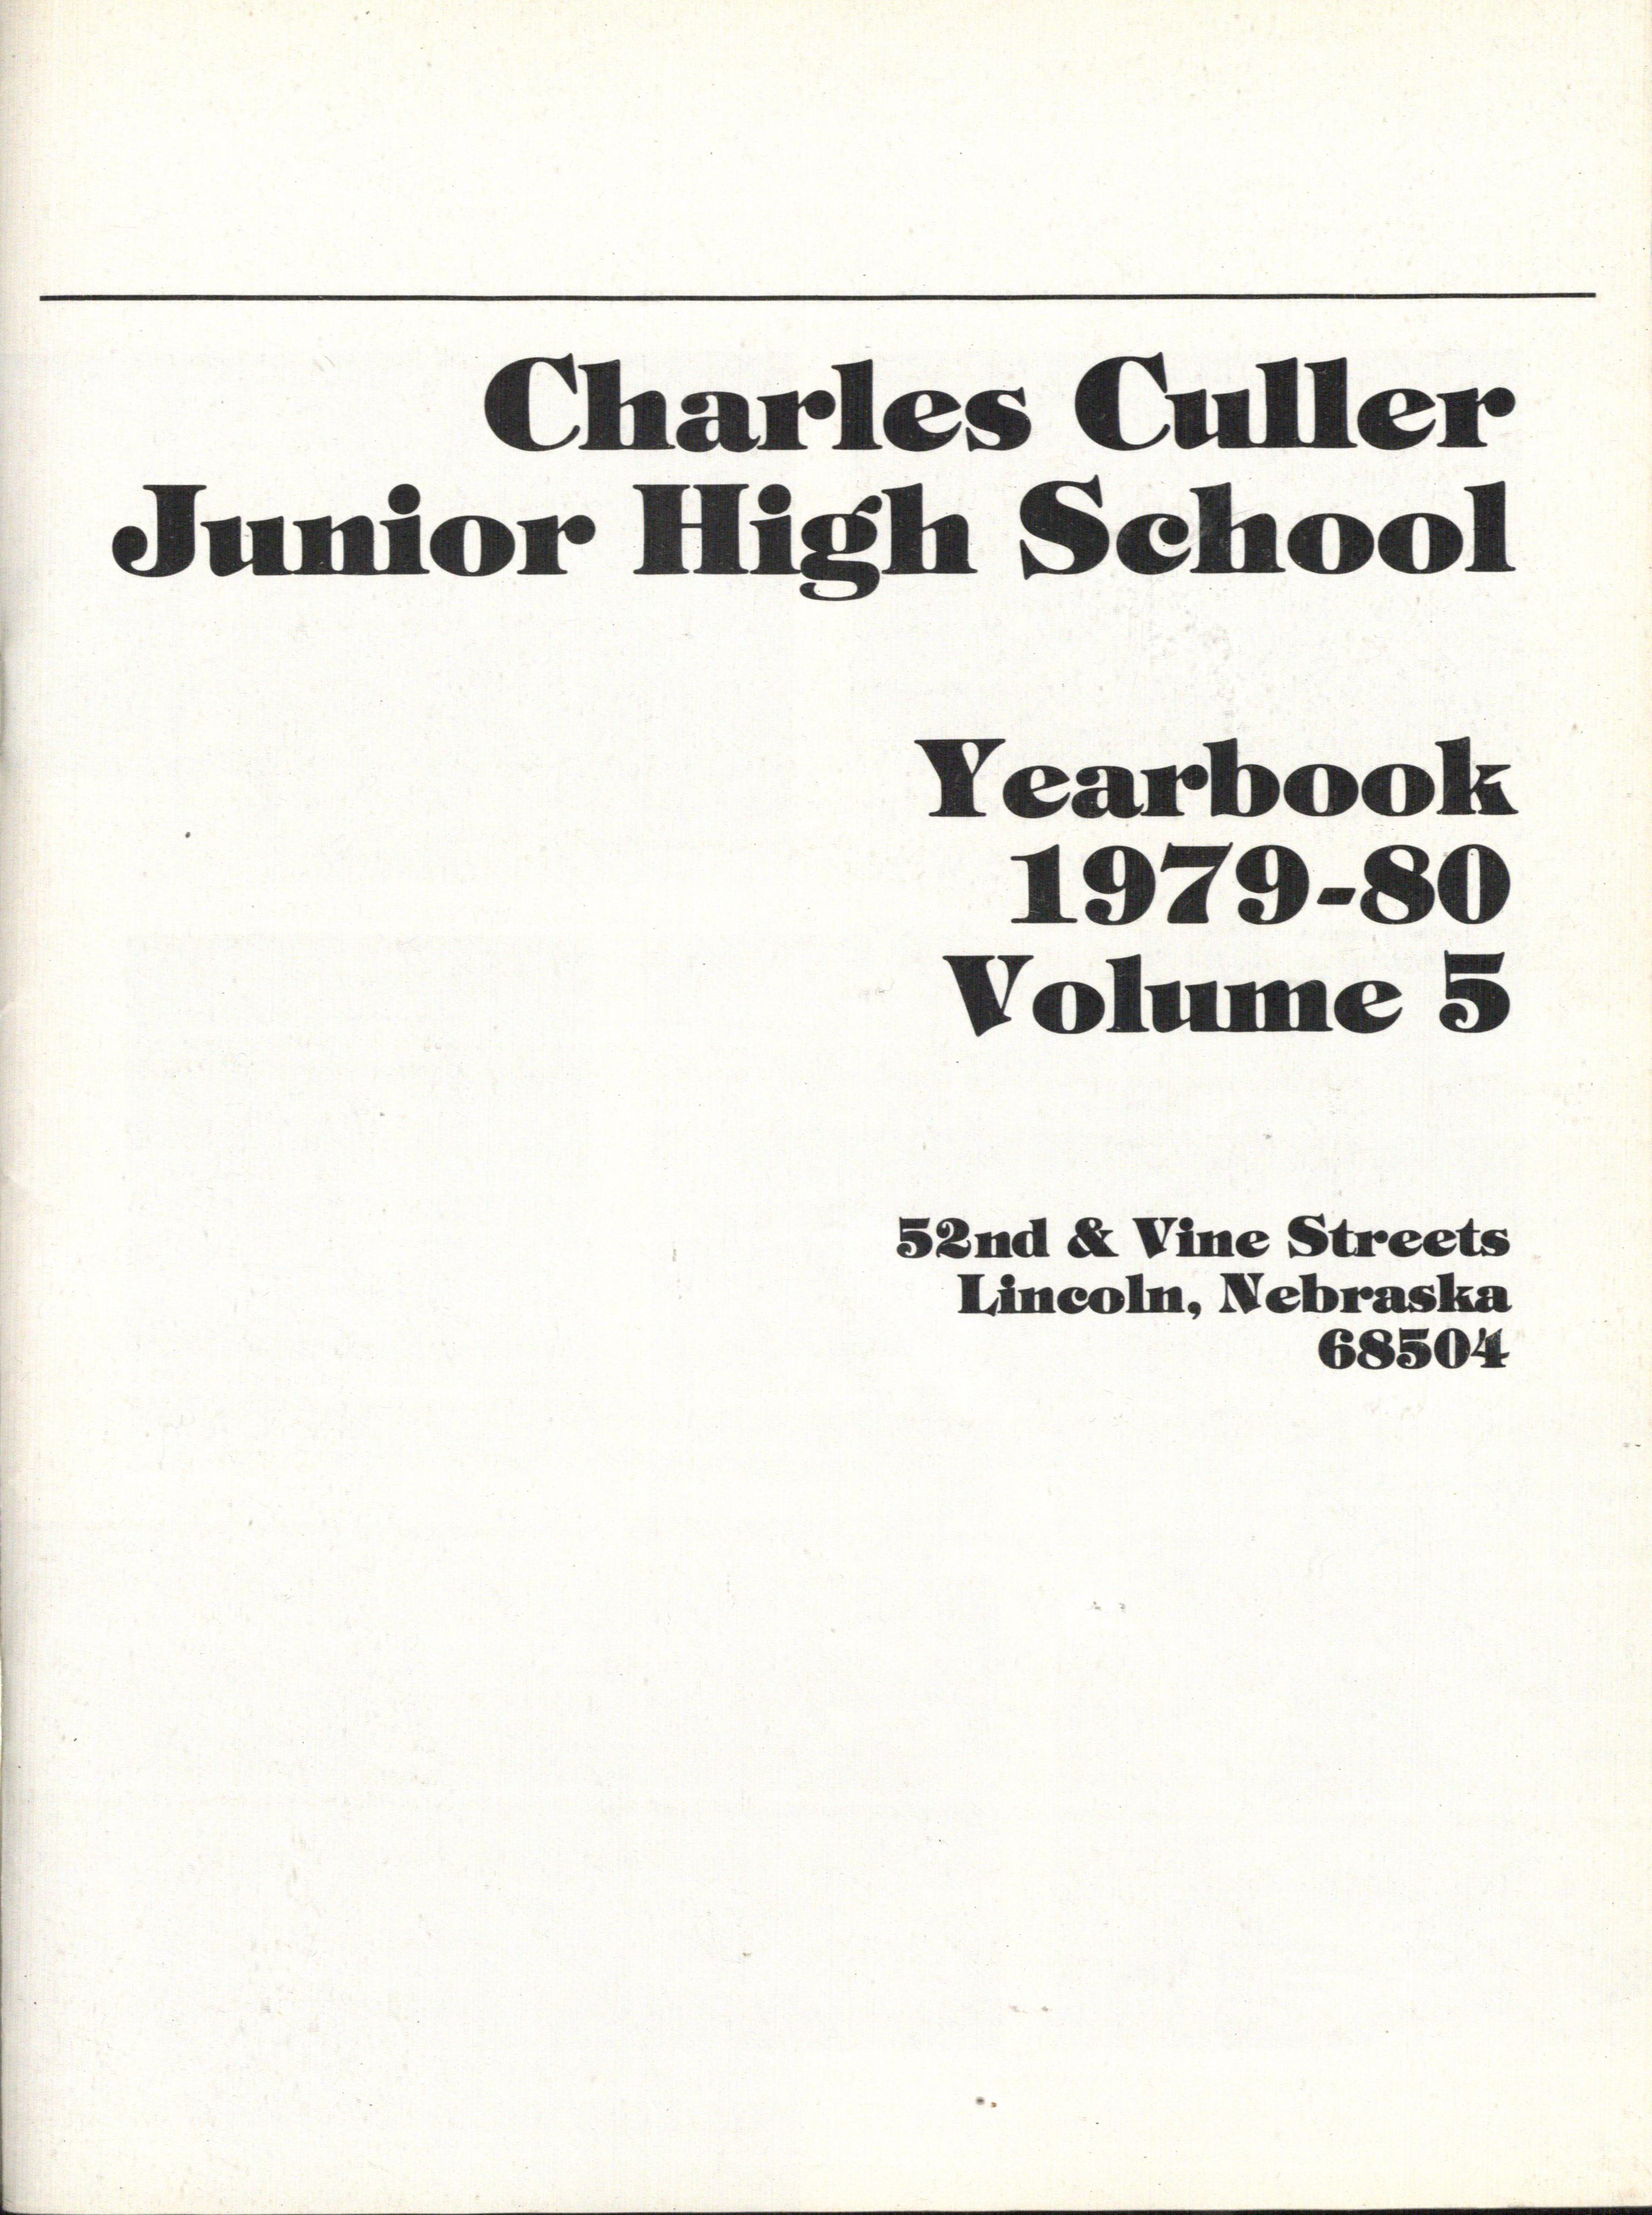 Charles Culler
Junior High School
Yearbook
1979-80
Volume 5
52nd & Vine Streets
Lincoln, Nebraska
68504